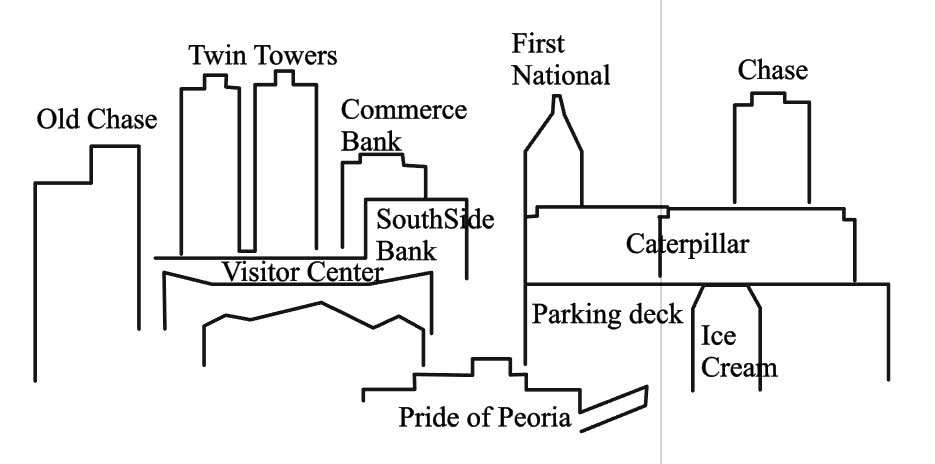 Twin Towers
First
National
Chase
Old Chase
Commerce
Bank
SouthSide
Bank
Caterpillar
Visitor Center
Parking deck
Ice
Cream
Pride of Peoria